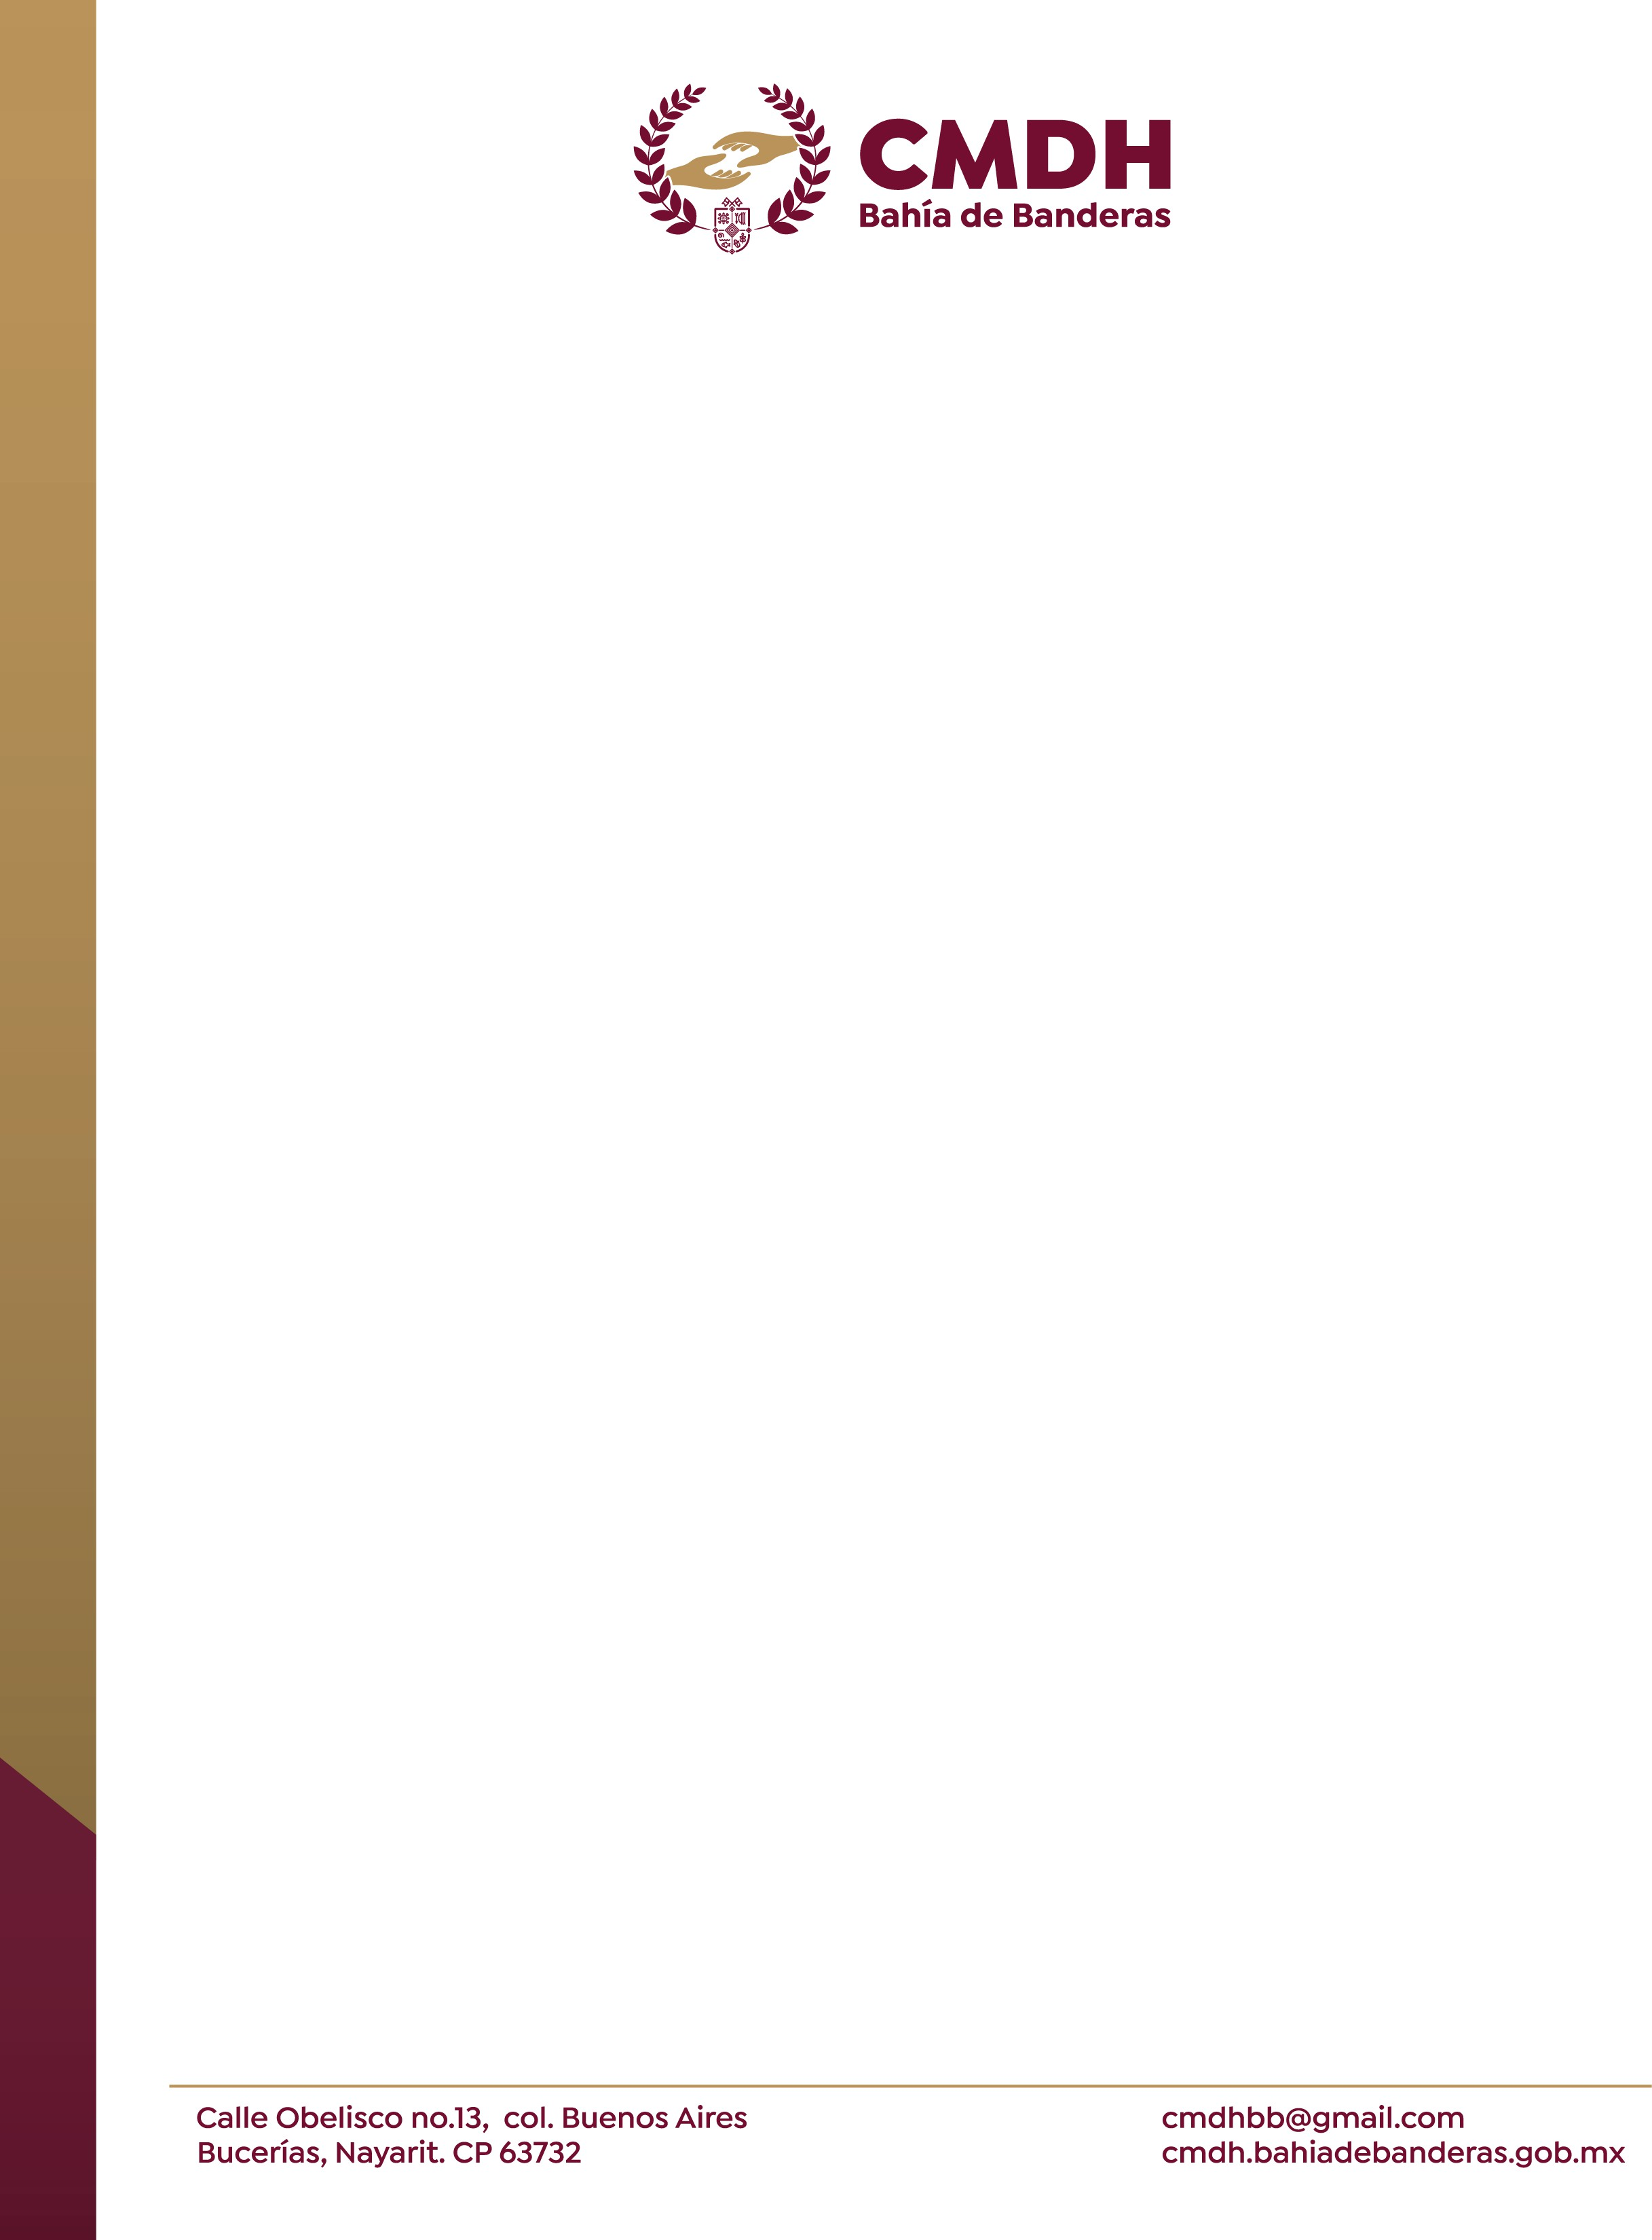 CMDH
Bahía de Banderas
Calle Obelisco no.13,  col. Buenos Aires
Bucerías, Nayarit. CP 63732
cmdhbb@gmail.com
cmdh.bahiadebanderas.gob.mx